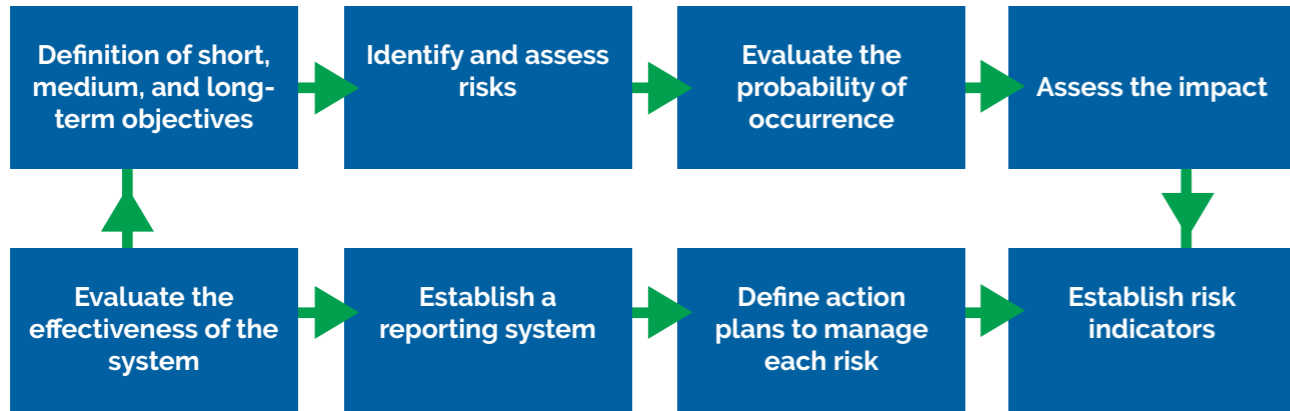 Definition of short,
medium, and long-
term objectives
Identify and assess
risks
Evaluate the
probability of
occurrence
Assess the impact
Evaluate the
effectiveness of the
system
Establish a
reporting system
Define action
plans to manage
each risk
Establish risk
indicators